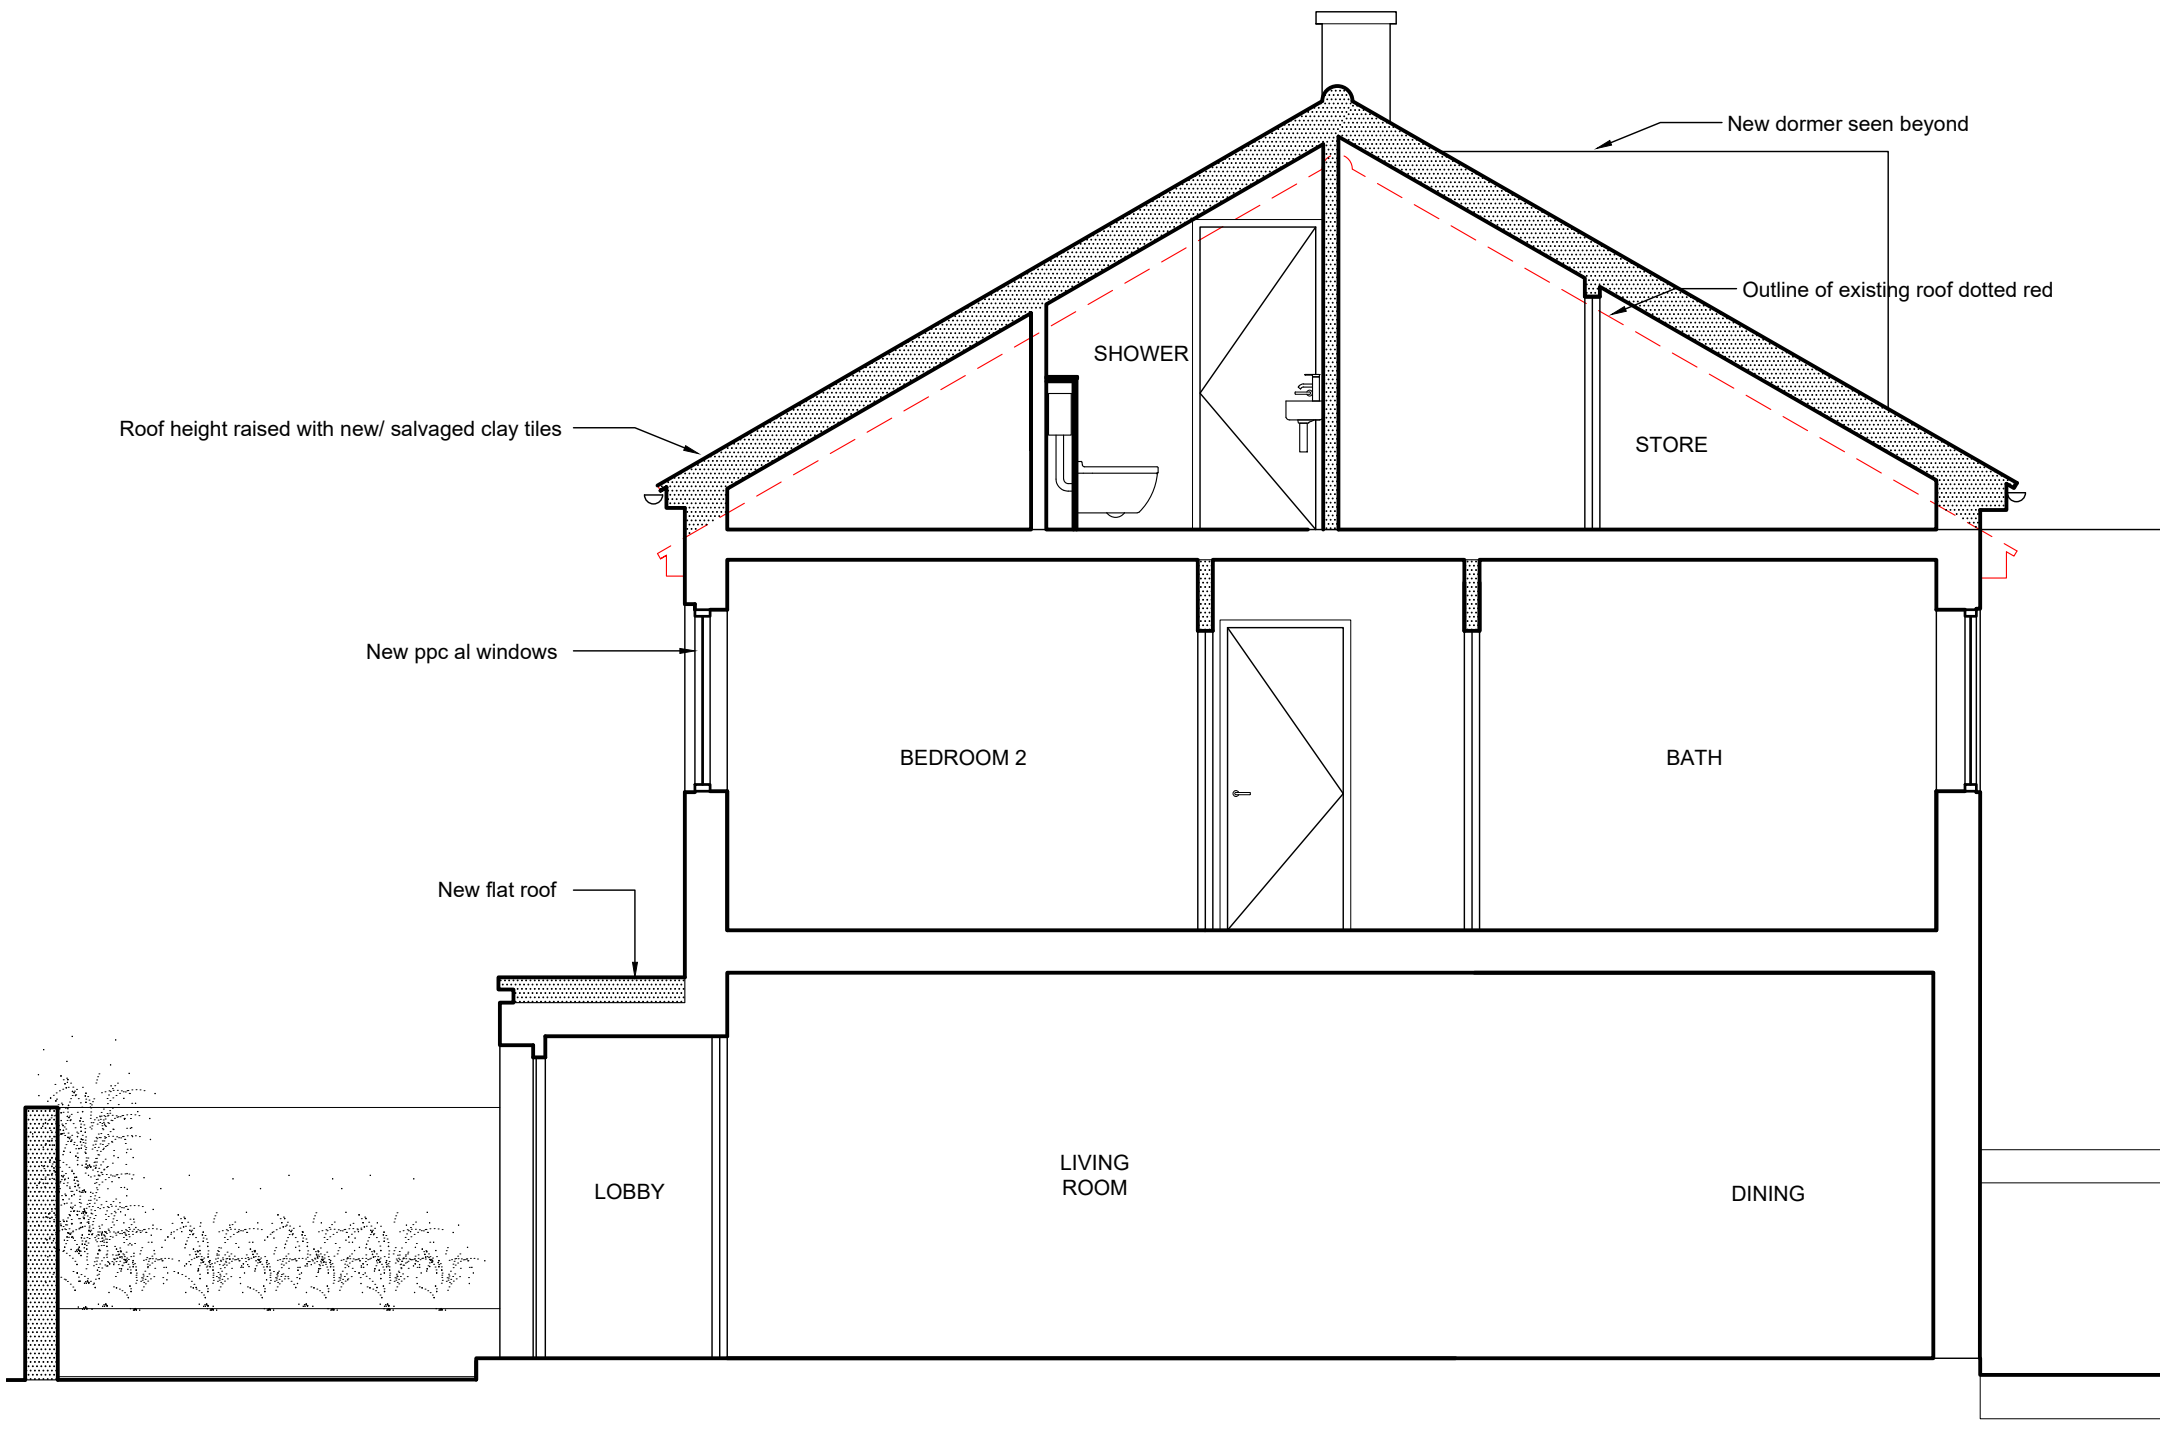 New dormer seen beyond
Outline of existing roof dotted red
SHOWER
Roof height raised with new/ salvaged clay tiles
STORE
New ppc al windows
BEDROOM 2
BATH
New flat roof
LIVING
ROOM
LOBBY
DINING